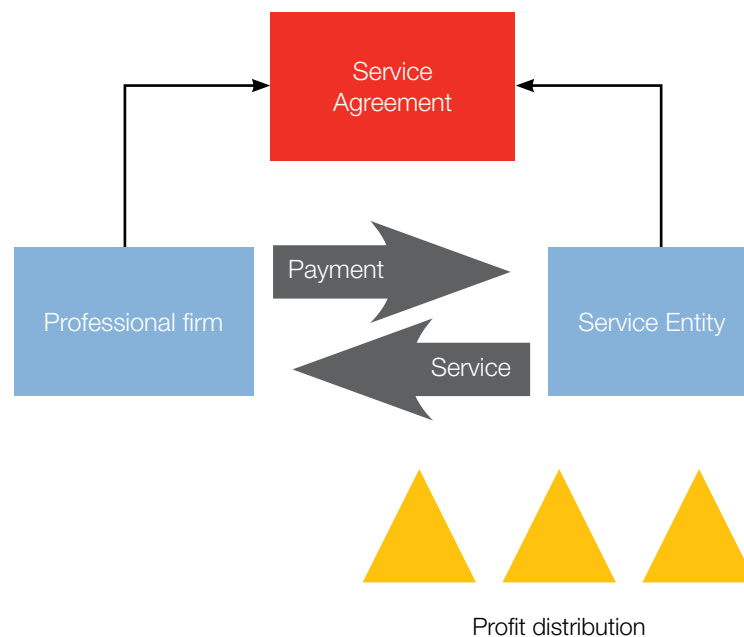 Service
Agreement
Payment
Professional firm
Service Entity
Service
Profit distribution